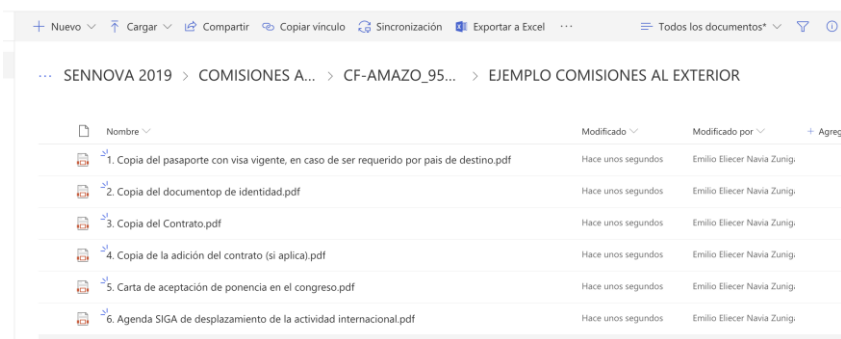 Nuevo Cargar Compartir Copiar vínculo Sincronización Exportar a Excel ··· Todos los documentos*
··· SENNOVA 2019 > COMISIONES A... > CF-AMAZO_95... > EJEMPLO COMISIONES AL EXTERIOR
Nombre Modificado Modificado por + Agreg
1. Copia del pasaporte con visa vigente, en caso de ser requerido por pais de destino.pdf Hace unos segundos Emilio Eliecer Navia Zunig
2. Copia del documentop de identidad.pdf Hace unos segundos Emilio Eliecer Navia Zunig
3. Copia del Contrato.pdf Hace unos segundos Emilio Eliecer Navia Zunig
4. Copia de la adición del contrato (si aplica).pdf Hace unos segundos Emilio Eliecer Navia Zunig
5. Carta de aceptación de ponencia en el congreso.pdf Hace unos segundos Emilio Eliecer Navia Zunig
6. Agenda SIGA de desplazamiento de la actividad internacional.pdf Hace unos segundos Emilio Eliecer Navia Zunig